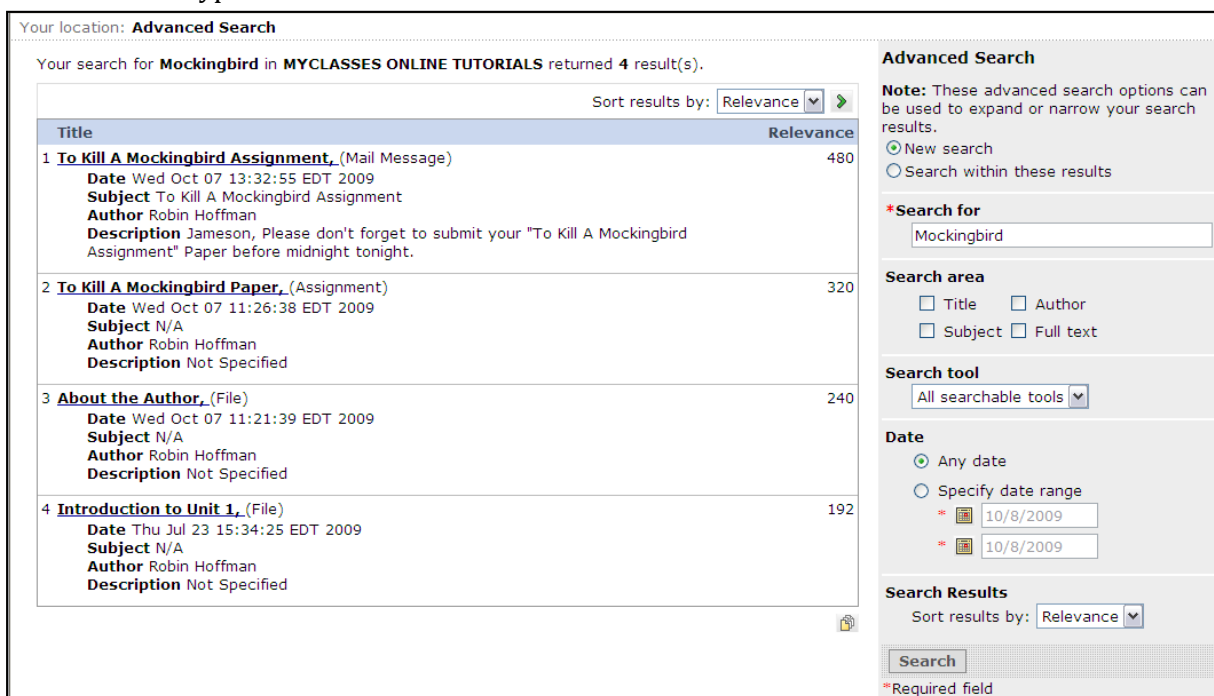 Your location: Advanced Search
Your search for Mockingbird in MYCLASSES ONLINE TUTORIALS returned 4 result(s).
Sort results by: Relevance
Title Relevance
1 To Kill A Mockingbird Assignment, (Mail Message) 480
Date Wed Oct 07 13:32:55 EDT 2009
Subject To Kill A Mockingbird Assignment
Author Robin Hoffman
Description Jameson, Please don't forget to submit your "To Kill A Mockingbird
Assignment" Paper before midnight tonight.
2 To Kill A Mockingbird Paper, (Assignment) 320
Date Wed Oct 07 11:26:38 EDT 2009
Subject N/A
Author Robin Hoffman
Description Not Specified
3 About the Author, (File) 240
Date Wed Oct 07 11:21:39 EDT 2009
Subject N/A
Author Robin Hoffman
Description Not Specified
4 Introduction to Unit 1, (File) 192
Date Thu Jul 23 15:34:25 EDT 2009
Subject N/A
Author Robin Hoffman
Description Not Specified
Advanced Search
Note: These advanced search options can
be used to expand or narrow your search
results.
New search
Search within these results
*Search for
Mockingbird
Search area
Title Author
Subject Full text
Search tool
All searchable tools
Date
Any date
Specify date range
* 10/8/2009
* 10/8/2009
Search Results
Sort results by: Relevance
Search
*Required field